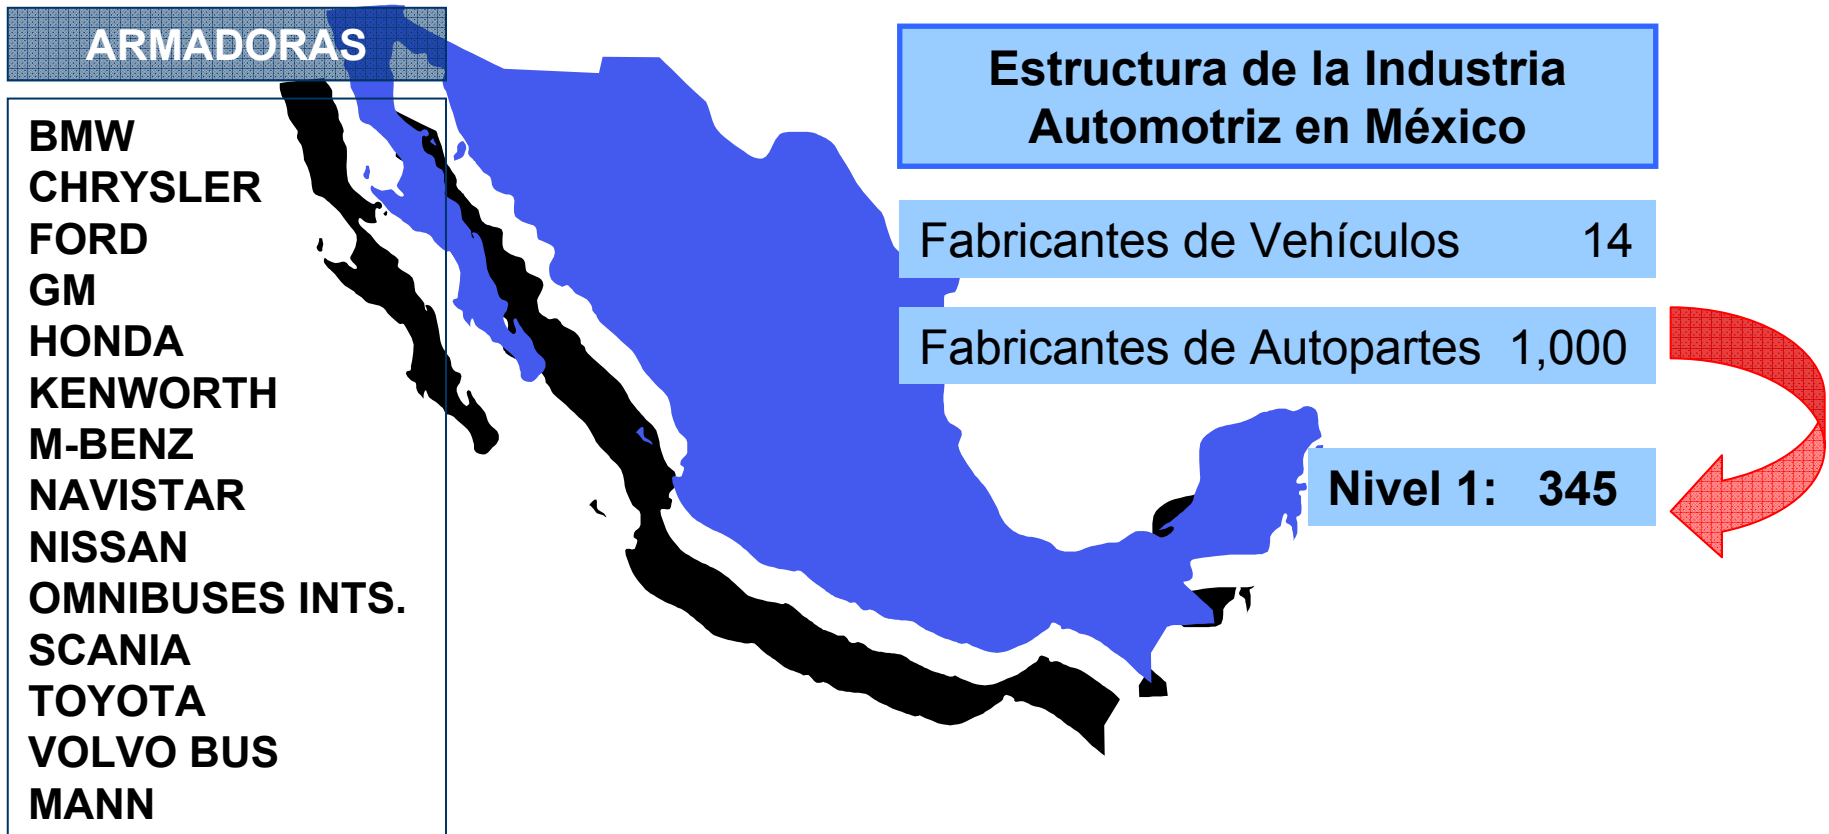 ARMADORAS
BMW
CHRYSLER
FORD
GM
HONDA
KENWORTH
M-BENZ
NAVISTAR
NISSAN
OMNIBUSES INTS.
SCANIA
TOYOTA
VOLVO BUS
MANN
Estructura de la Industria
Automotriz en México
Fabricantes de Vehículos 14
Fabricantes de Autopartes 1,000
Nivel 1: 345